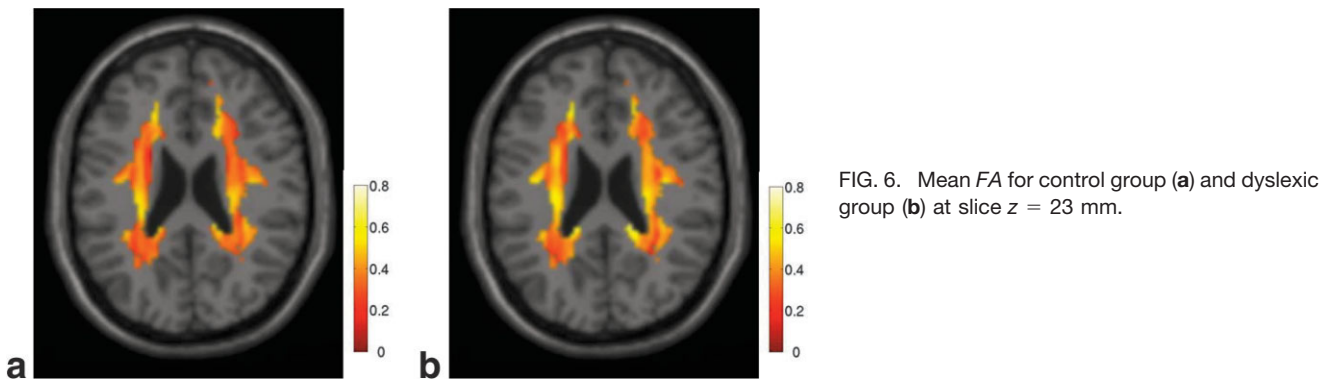 0.8
0.6
0.4
0.2
0
a
0.8
0.6
0.4
0.2
0
b
FIG. 6. Mean FA for control group (a) and dyslexic
group (b) at slice z = 23 mm.